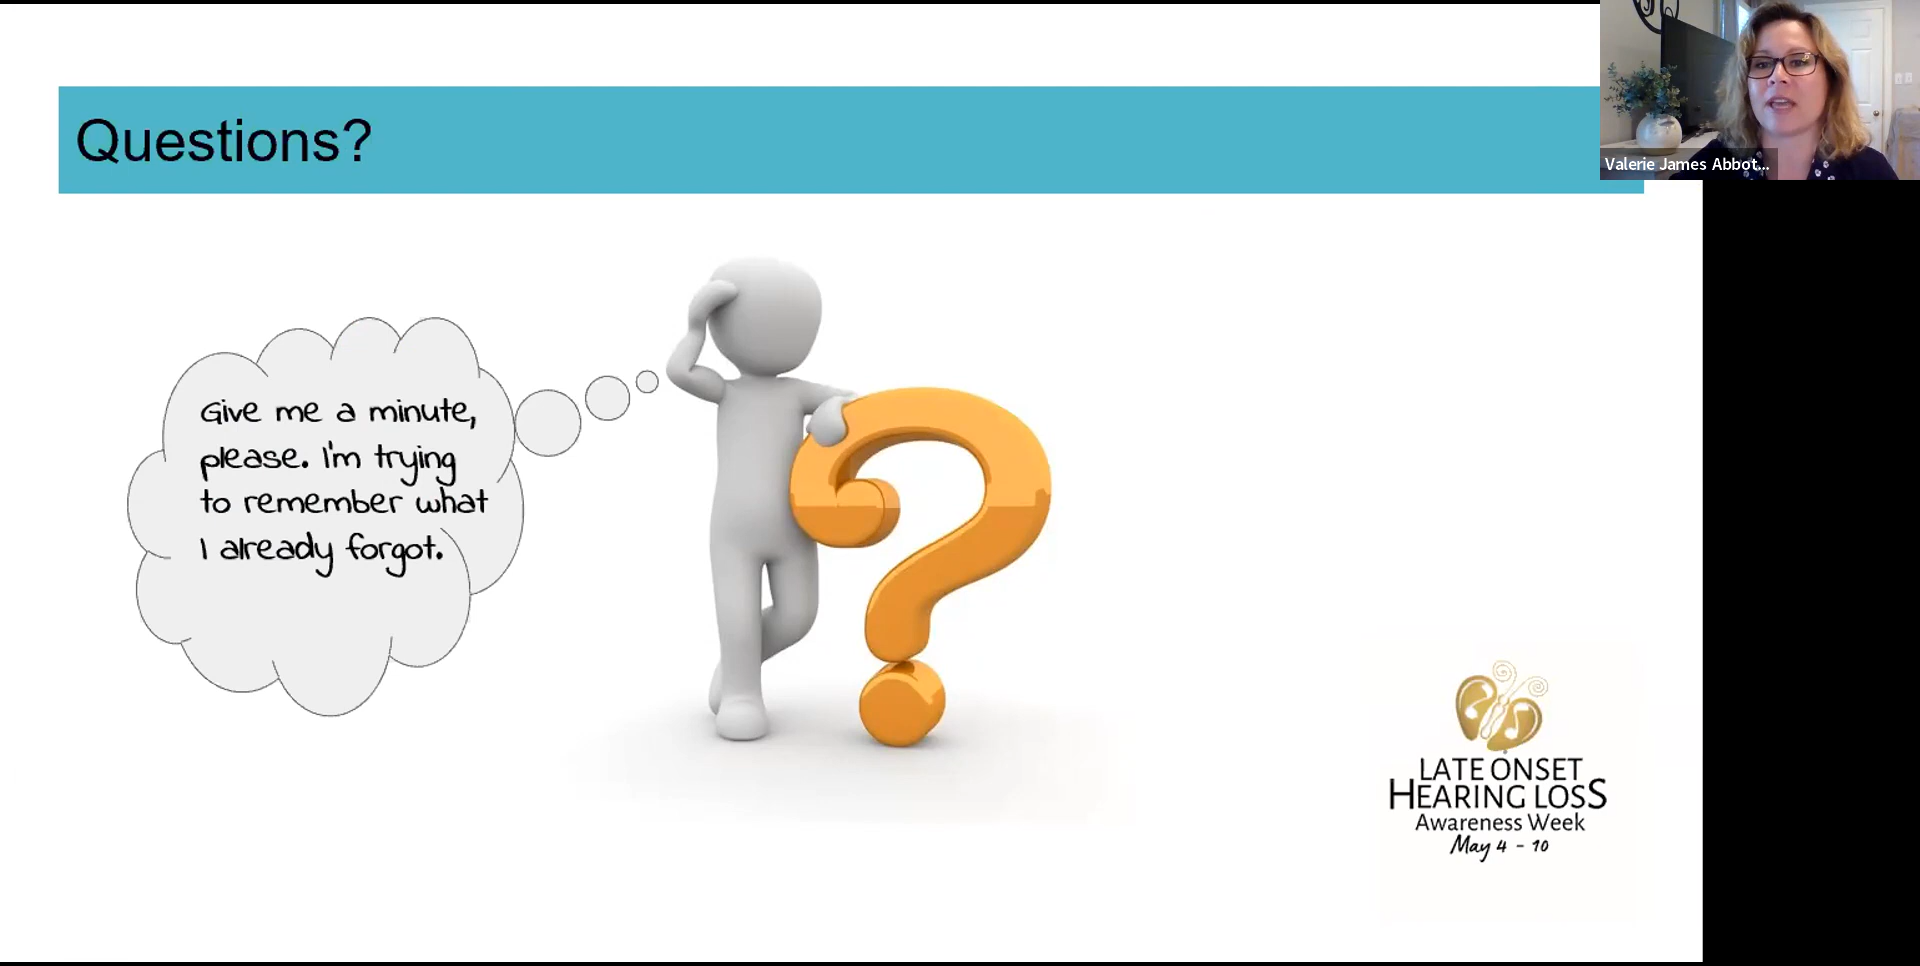 Questions?
Valerie James Abbot...
Give me a minute,
please. I'm trying
to remember what
I already forgot.
LATE ONSET
HEARING LOSS
Awareness Week
May 4 - 10